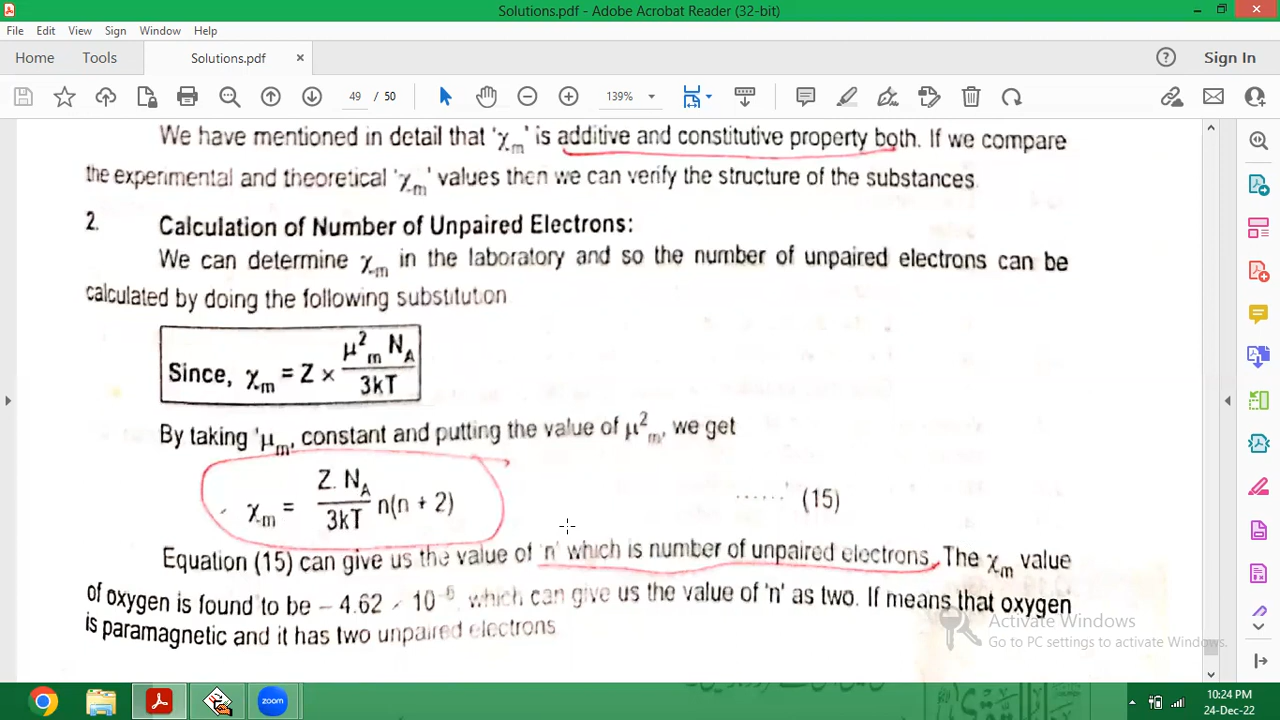 Solutions.pdf - Adobe Acrobat Reader (32-bit)
File Edit View Sign Window Help
Home Tools Solutions.pdf × Sign In
49 / 50 139%
We have mentioned in detail that 'χm' is additive and constitutive property both. If we compare
the experimental and theoretical 'χm' values then we can verify the structure of the substances.
2. Calculation of Number of Unpaired Electrons:
We can determine χm in the laboratory and so the number of unpaired electrons can be
calculated by doing the following substitution
Since, χm = Z × μ²m NA / 3kT
By taking 'μm, constant and putting the value of μ²m, we get
χm = Z. NA / 3kT n(n + 2) ...... (15)
Equation (15) can give us the value of 'n' which is number of unpaired electrons. The χm value
of oxygen is found to be – 4.62 × 10 which can give us the value of 'n' as two. If means that oxygen
is paramagnetic and it has two unpaired electrons
Activate Windows
Go to PC settings to activate Windows.
zoom
10:24 PM
24-Dec-22